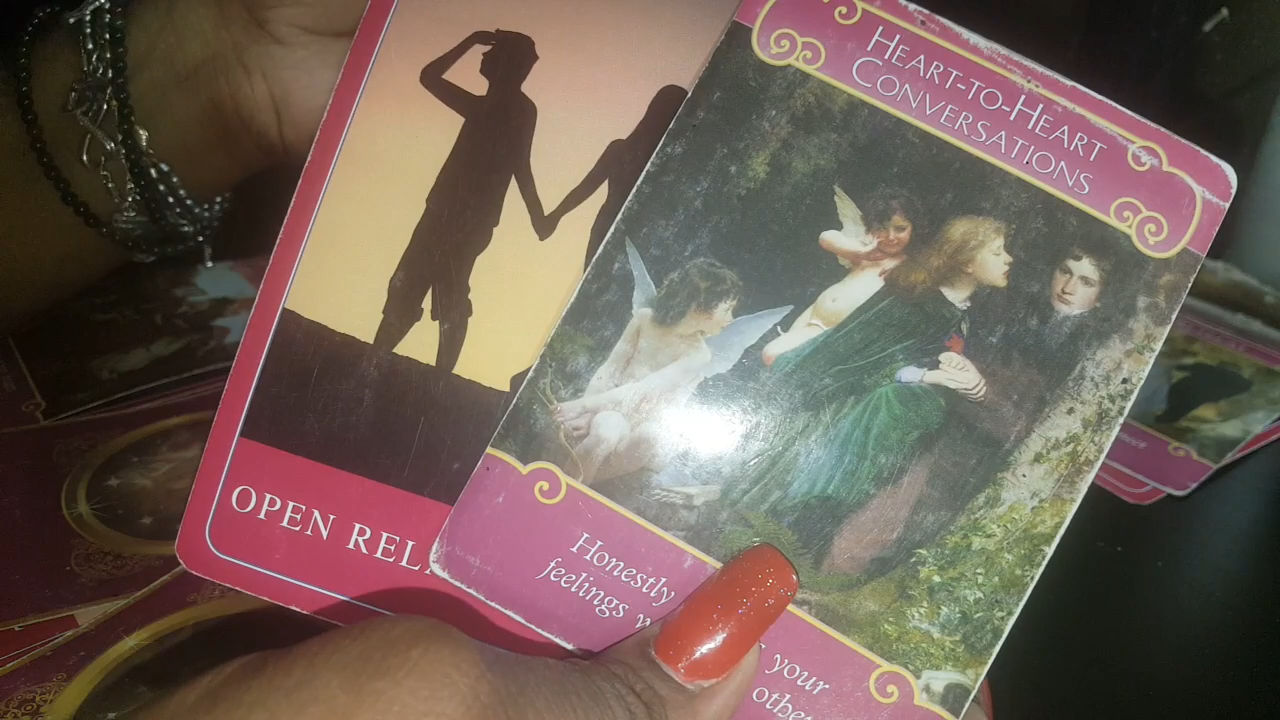 HEART-TO-HEART
CONVERSATIONS
OPEN REL
Honestly
your
feelings
othe